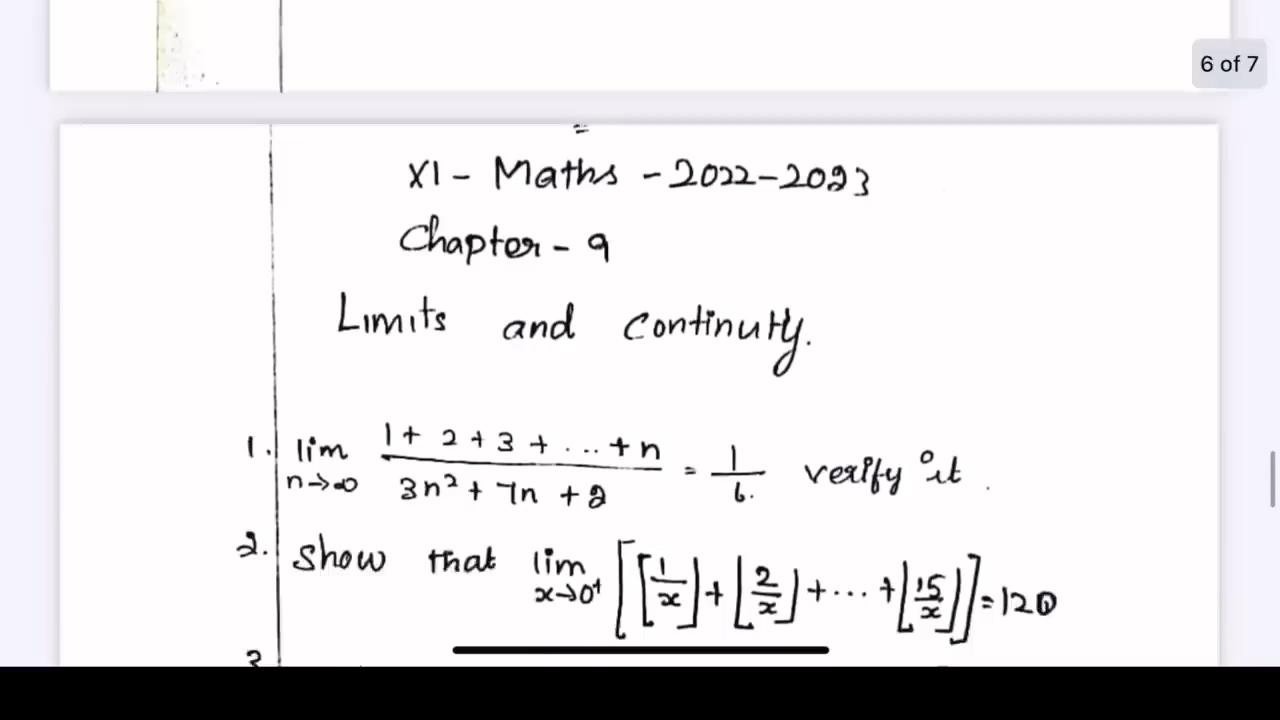 6 of 7
XI - Maths - 2022-2023
Chapter - 9
Limits and Continuity.
1. lim n→∞ (1 + 2 + 3 + ... + n) / (3n² + 7n + 2) = 1/6. verify it.
2. Show that lim x→0⁺ [⌊1/x⌋ + ⌊2/x⌋ + ... + ⌊15/x⌋] = 120
3